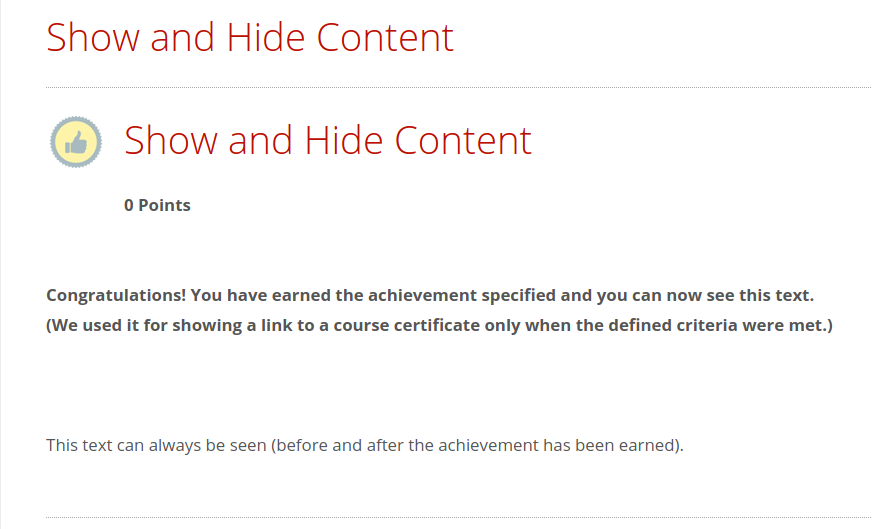 Show and Hide Content
Show and Hide Content
0 Points
Congratulations! You have earned the achievement specified and you can now see this text.
(We used it for showing a link to a course certificate only when the defined criteria were met.)
This text can always be seen (before and after the achievement has been earned).